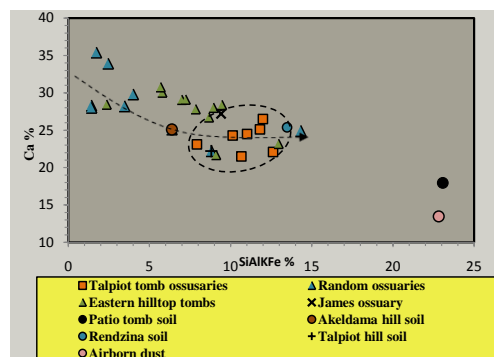 40
35
30
25
20
15
10
Ca %
0
5
10
15
20
25
SiAlKFe %
Talpiot tomb ossusaries
Random ossuaries
Eastern hilltop tombs
James ossuary
Patio tomb soil
Akeldama hill soil
Rendzina soil
Talpiot hill soil
Airborn dust